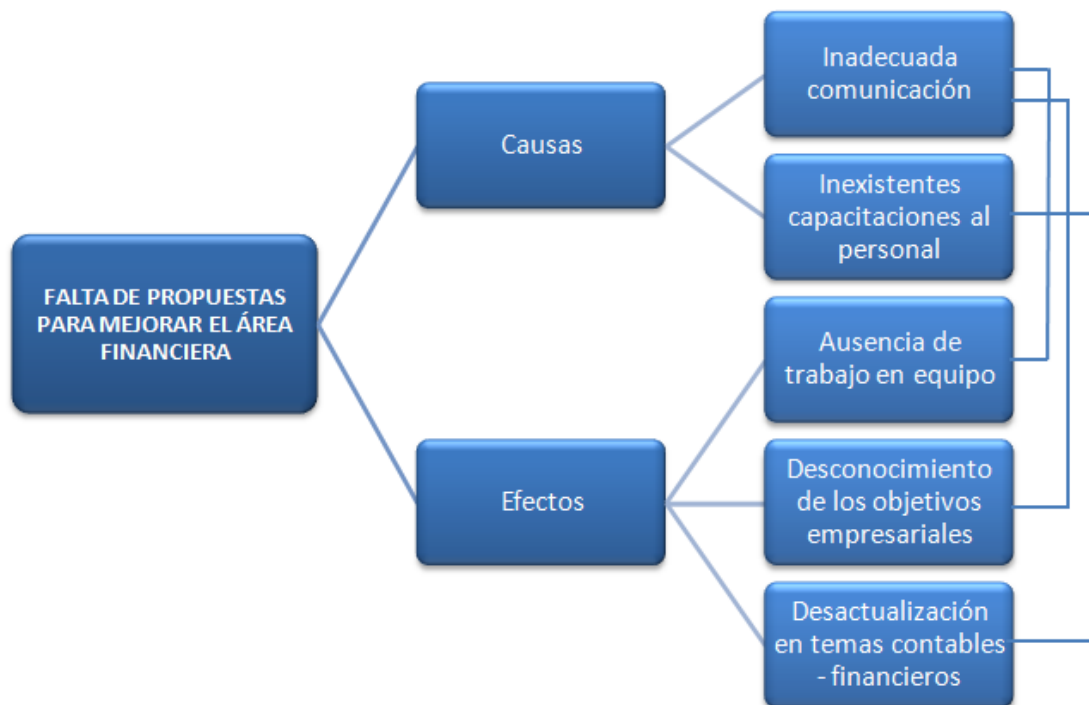 FALTA DE PROPUESTAS
PARA MEJORAR EL ÁREA
FINANCIERA
Causas
Inadecuada
comunicación
Inexistentes
capacitaciones al
personal
Efectos
Ausencia de
trabajo en equipo
Desconocimiento
de los objetivos
empresariales
Desactualización
en temas contables
- financieros